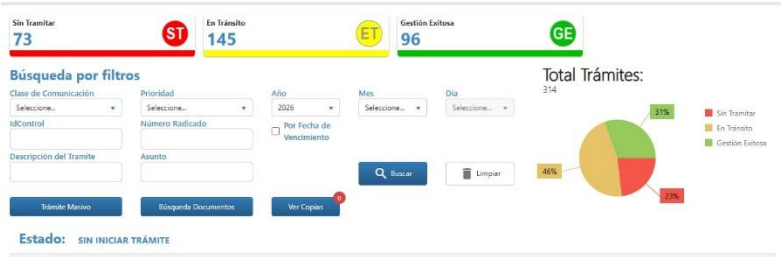 Sin Tramitar
73
ST
En Tránsito
145
ET
Gestión Exitosa
96
GE
Búsqueda por filtros
Clase de Comunicación
Prioridad
Año
Mes
Dia
Seleccione...
Seleccione...
2026
Seleccione...
Seleccione...
IdControl
Número Radicado
Por Fecha de
Vencimiento
Descripción del Tramite
Asunto
Buscar
Limpiar
Trámite Masivo
Búsqueda Documentos
Ver Copias
0
Total Trámites:
314
31%
46%
23%
Sin Tramitar
En Tránsito
Gestión Exitosa
Estado: SIN INICIAR TRÁMITE